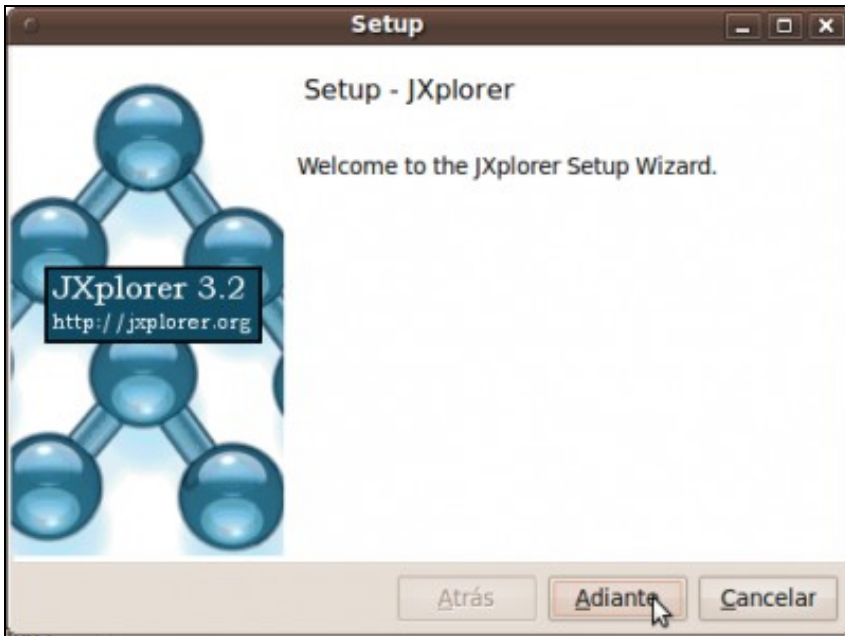 Setup
Setup - JXplorer
Welcome to the JXplorer Setup Wizard.
JXplorer 3.2
http://jxplorer.org
Atrás
Adiante
Cancelar